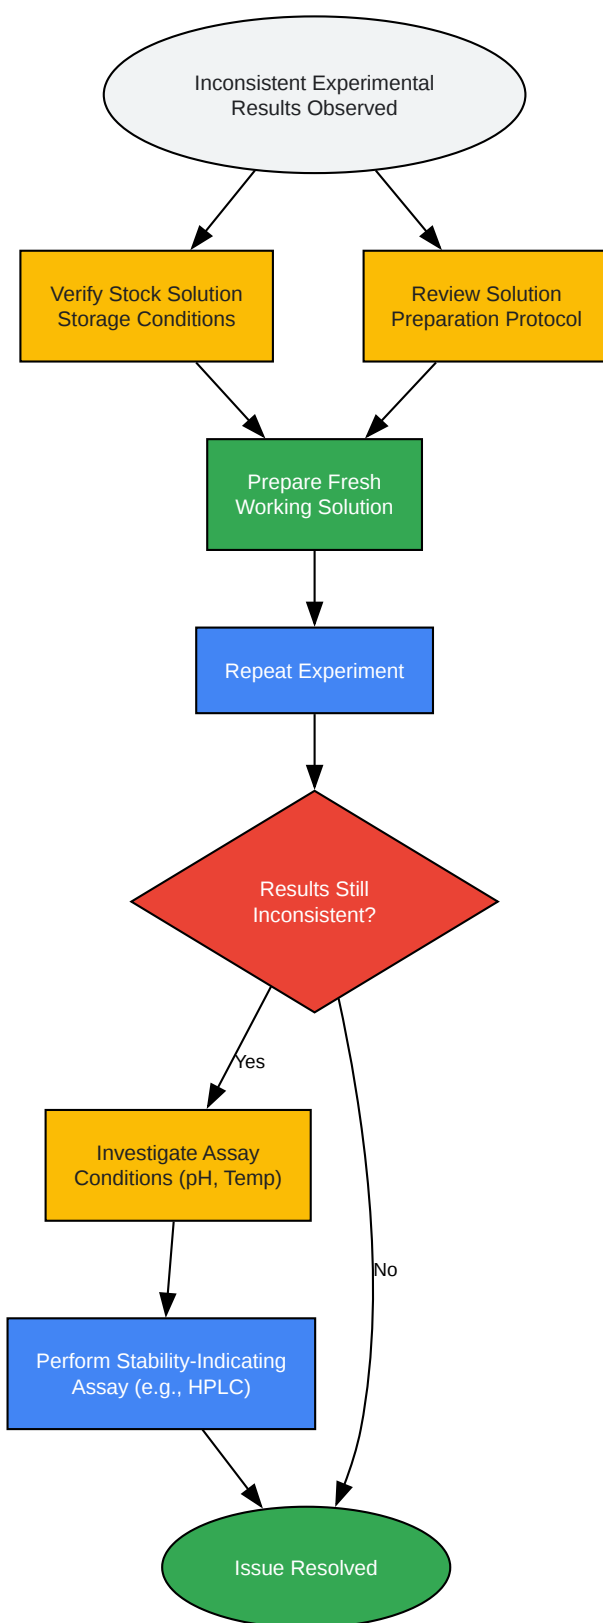 Inconsistent Experimental
Results Observed
Verify Stock Solution
Storage Conditions
Review Solution
Preparation Protocol
Prepare Fresh
Working Solution
Repeat Experiment
Results Still
Inconsistent?
Yes
Investigate Assay
Conditions (pH, Temp)
No
Perform Stability-Indicating
Assay (e.g., HPLC)
Issue Resolved